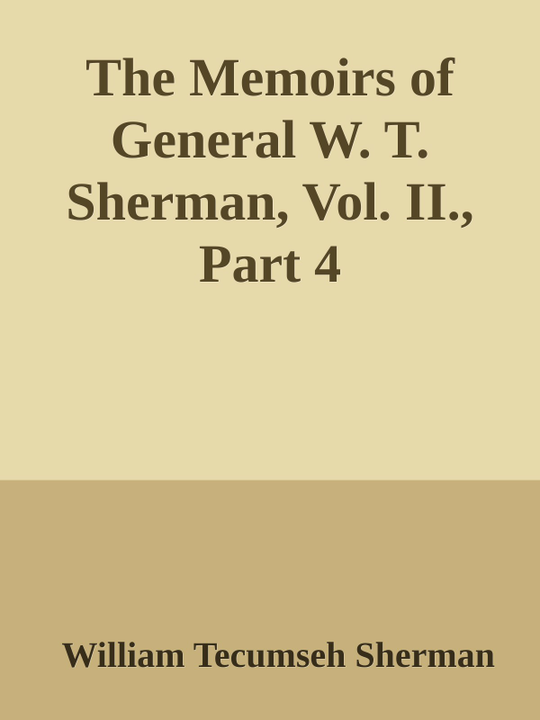 The Memoirs of
General W. T.
Sherman, Vol. II.,
Part 4
William Tecumseh Sherman